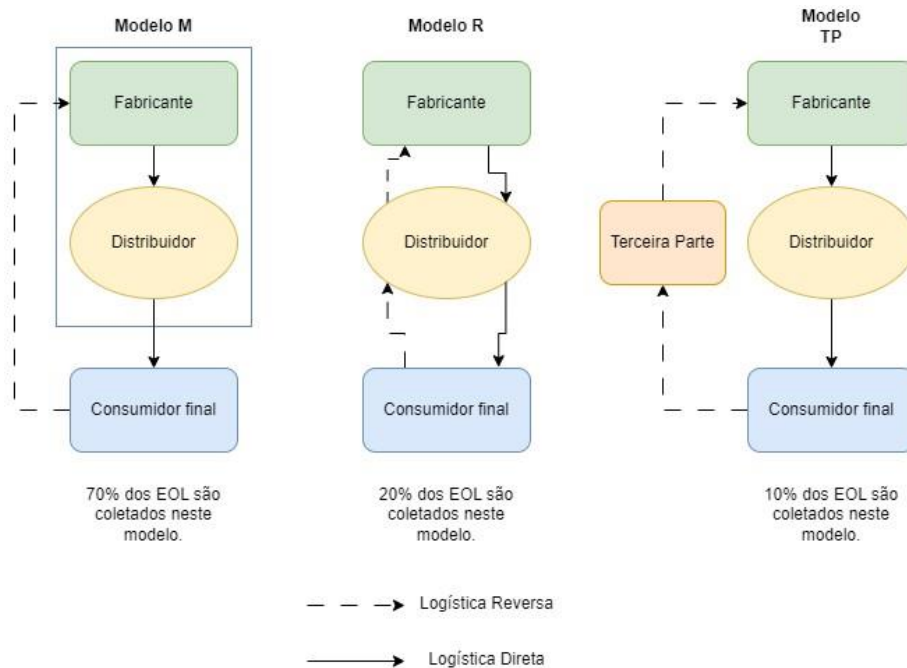 Modelo M
Fabricante
Distribuidor
Consumidor final
70% dos EOL são
coletados neste
modelo.
Modelo R
Fabricante
Distribuidor
Consumidor final
20% dos EOL são
coletados neste
modelo.
Modelo
TP
Fabricante
Terceira Parte
Distribuidor
Consumidor final
10% dos EOL são
coletados neste
modelo.
Logística Reversa
Logística Direta